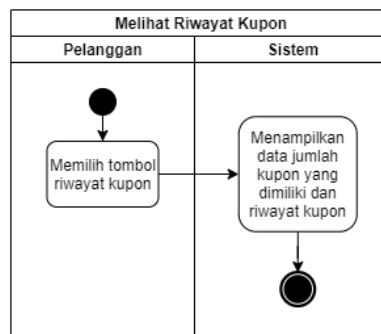 Melihat Riwayat Kupon
Pelanggan
Sistem
Memilih tombol
riwayat kupon
Menampilkan
data jumlah
kupon yang
dimiliki dan
riwayat kupon